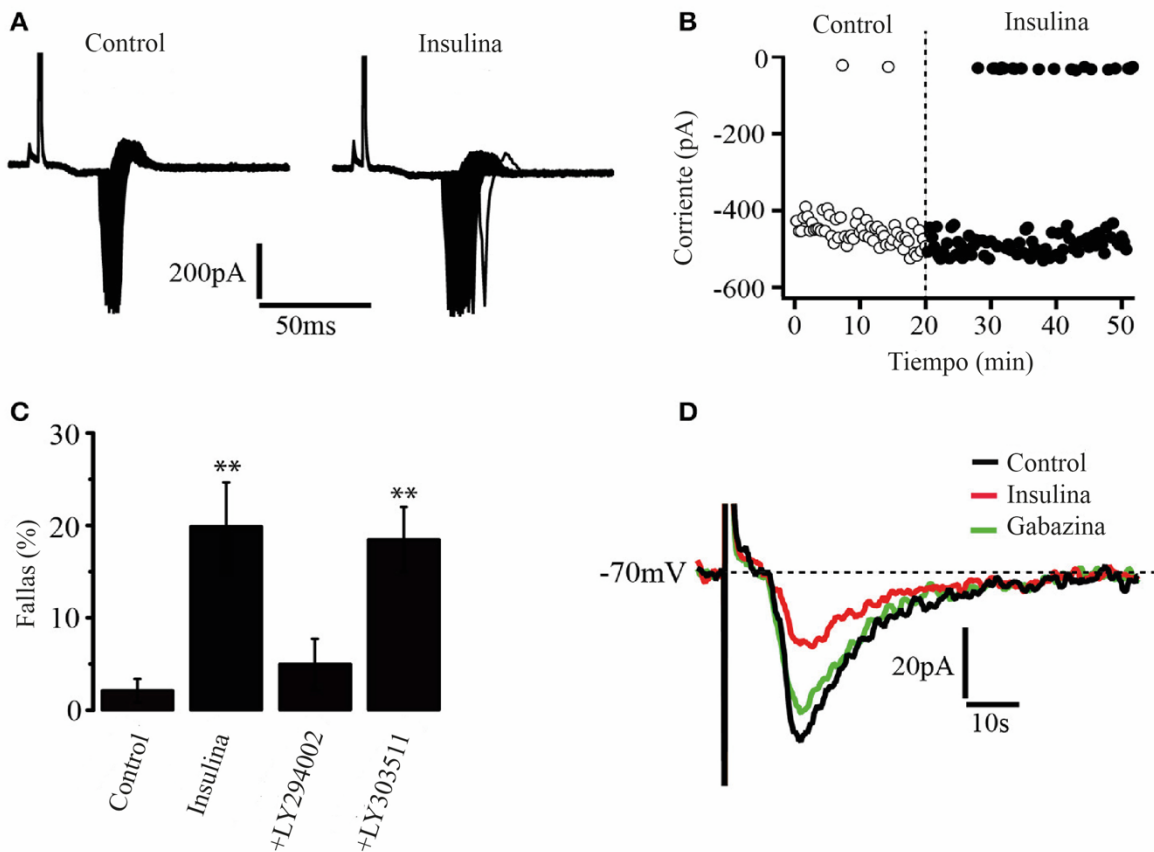 A
Control
Insulina
200pA
50ms
B
Control
Insulina
Corriente (pA)
0
-200
-400
-600
0
10
20
30
40
50
Tiempo (min)
C
Fallas (%)
30
20
10
0
**
**
Control
Insulina
+LY294002
+LY303511
D
Control
Insulina
Gabazina
-70mV
20pA
10s